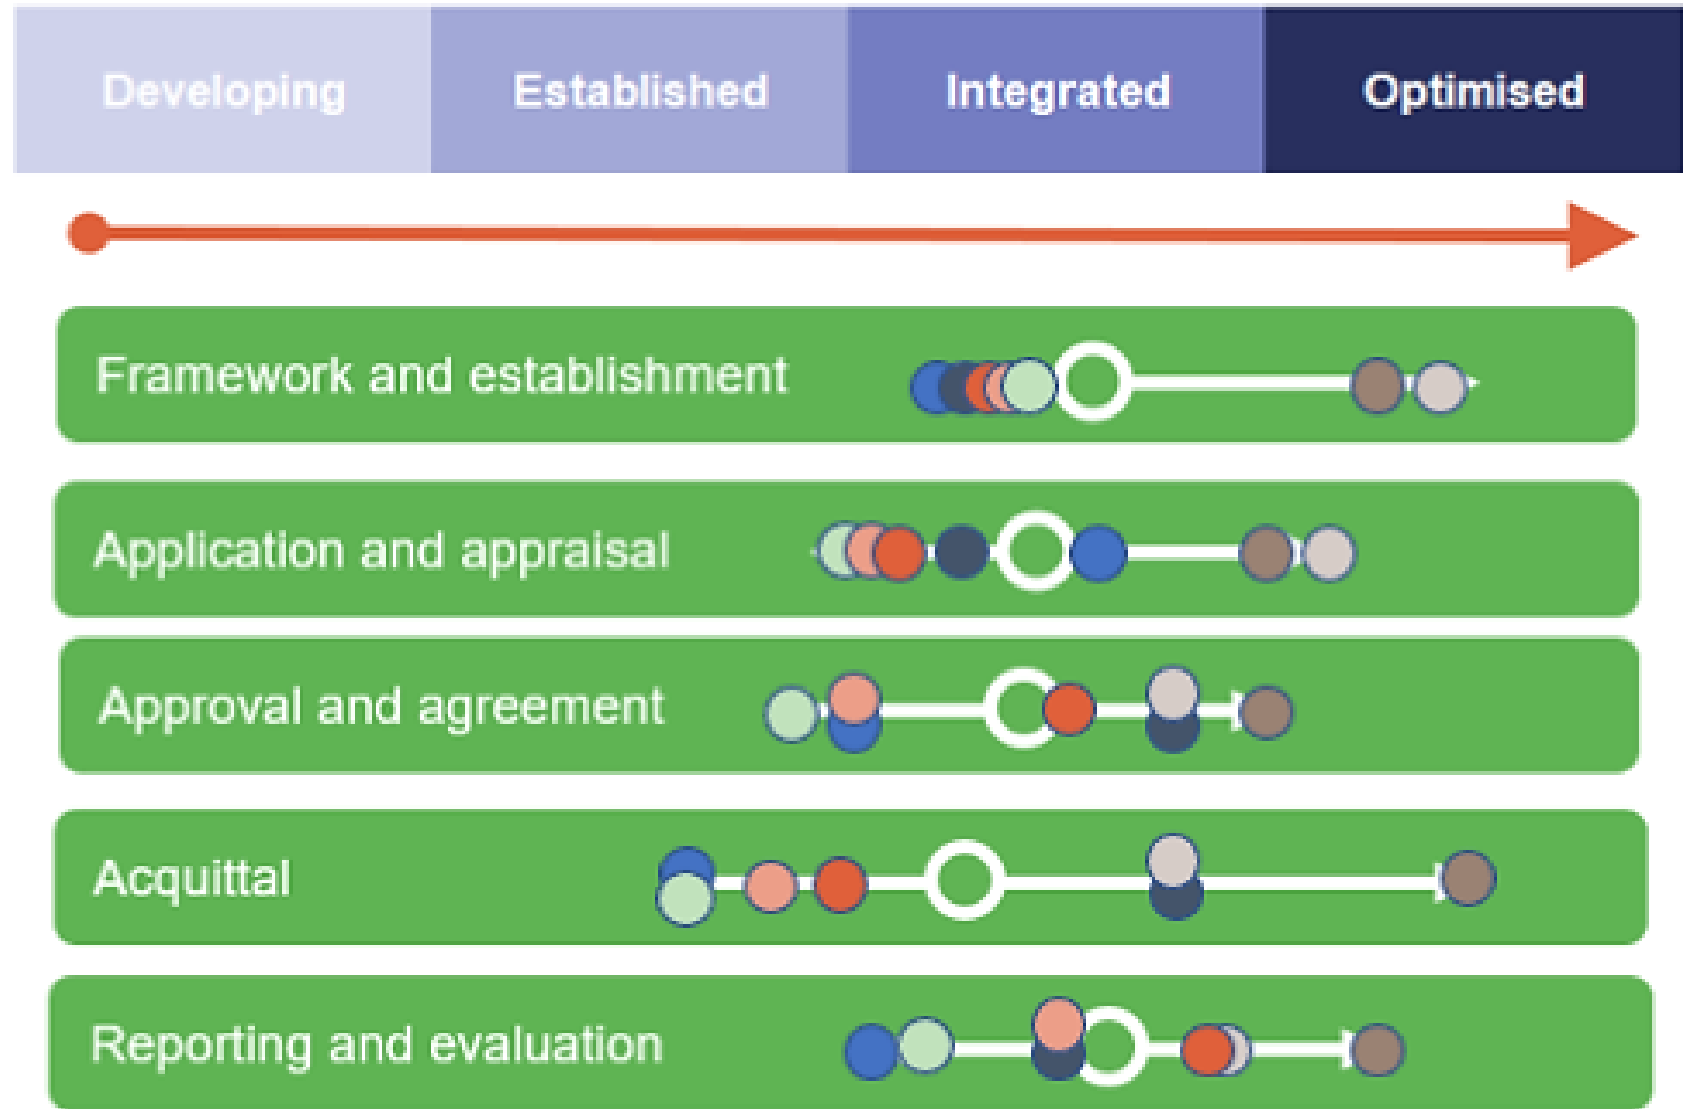 Developing
Established
Integrated
Optimised
Framework and establishment
Application and appraisal
Approval and agreement
Acquittal
Reporting and evaluation